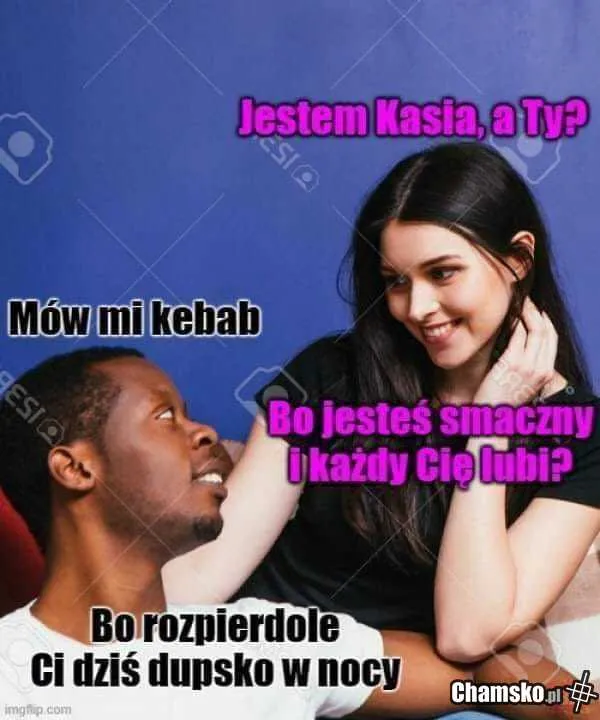 Jestem Kasia, a Ty?
Mów mi kebab
Bo jesteś smaczny
i każdy Cię lubi?
Bo rozpierdole
Ci dziś dupsko w nocy
Chamsko.pl
imgflip.com